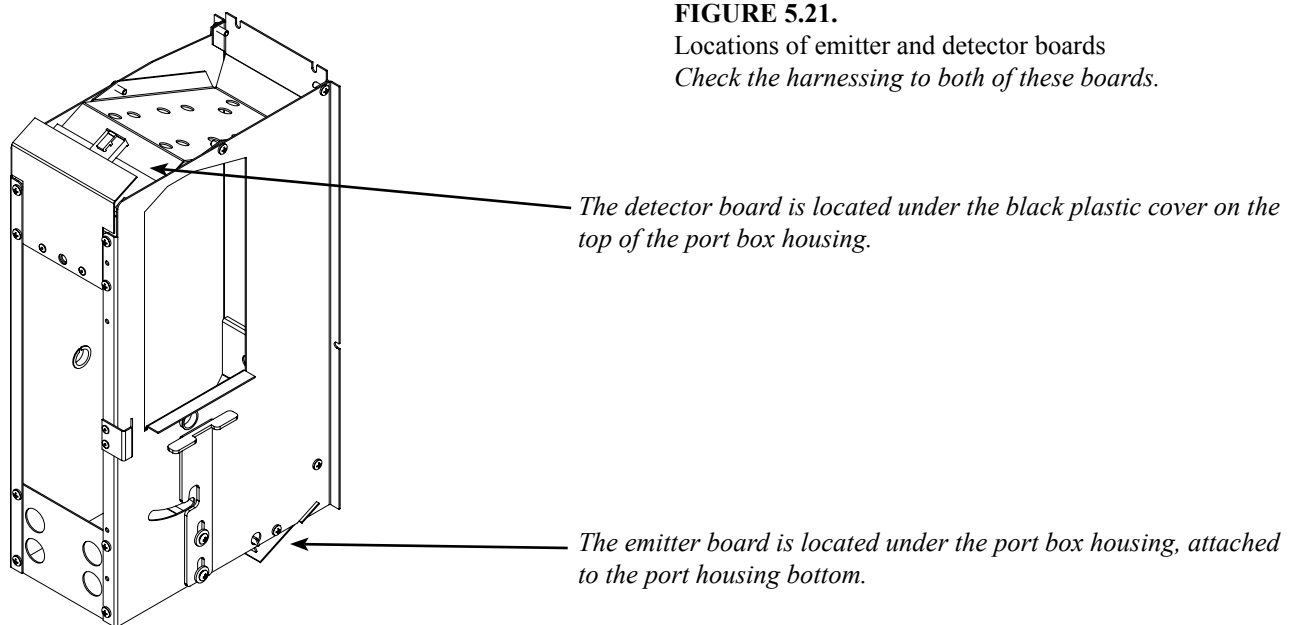 FIGURE 5.21.
Locations of emitter and detector boards
Check the harnessing to both of these boards.
The detector board is located under the black plastic cover on the
top of the port box housing.
The emitter board is located under the port box housing, attached
to the port housing bottom.